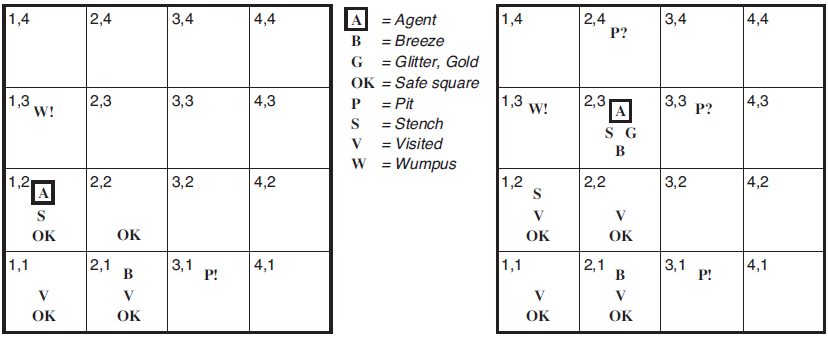 1,4 2,4 3,4 4,4
1,3 W! 2,3 3,3 4,3
1,2 A 2,2 3,2 4,2
S
OK OK
1,1 2,1 B 3,1 P! 4,1
V V
OK OK
A = Agent
B = Breeze
G = Glitter, Gold
OK = Safe square
P = Pit
S = Stench
V = Visited
W = Wumpus
1,4 2,4 P? 3,4 4,4
1,3 W! 2,3 A 3,3 P? 4,3
S G
B
1,2 S 2,2 3,2 4,2
V V
OK OK
1,1 2,1 B 3,1 P! 4,1
V V
OK OK